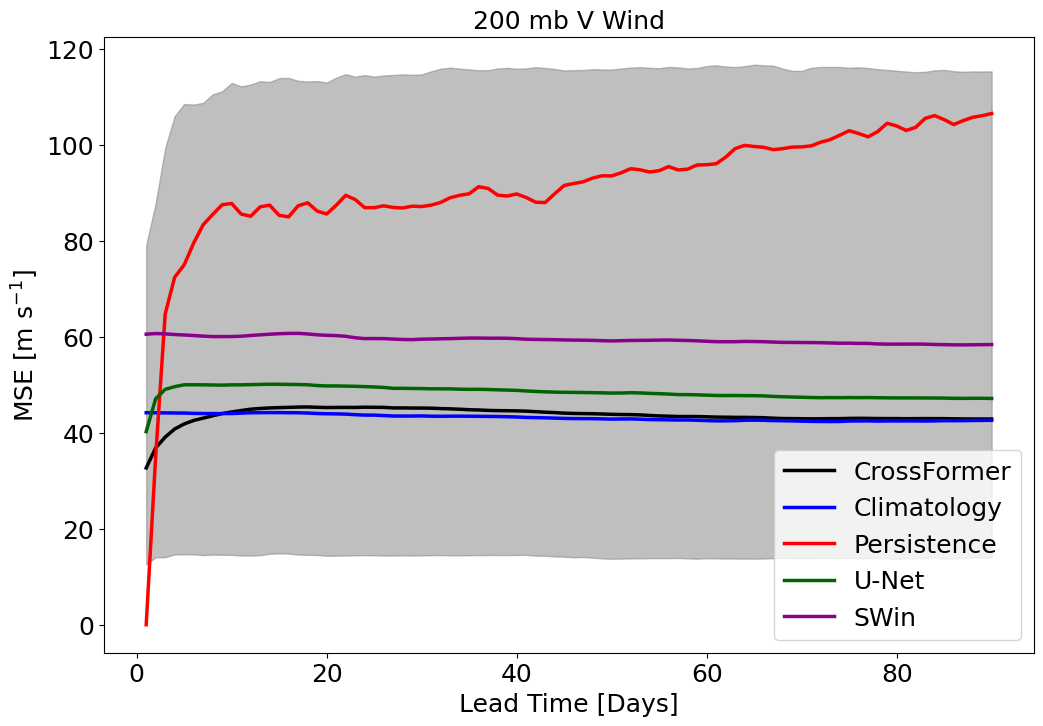 200 mb V Wind
MSE [m s⁻¹]
120
100
80
60
40
20
0
0 20 40 60 80
Lead Time [Days]
CrossFormer
Climatology
Persistence
U-Net
SWin